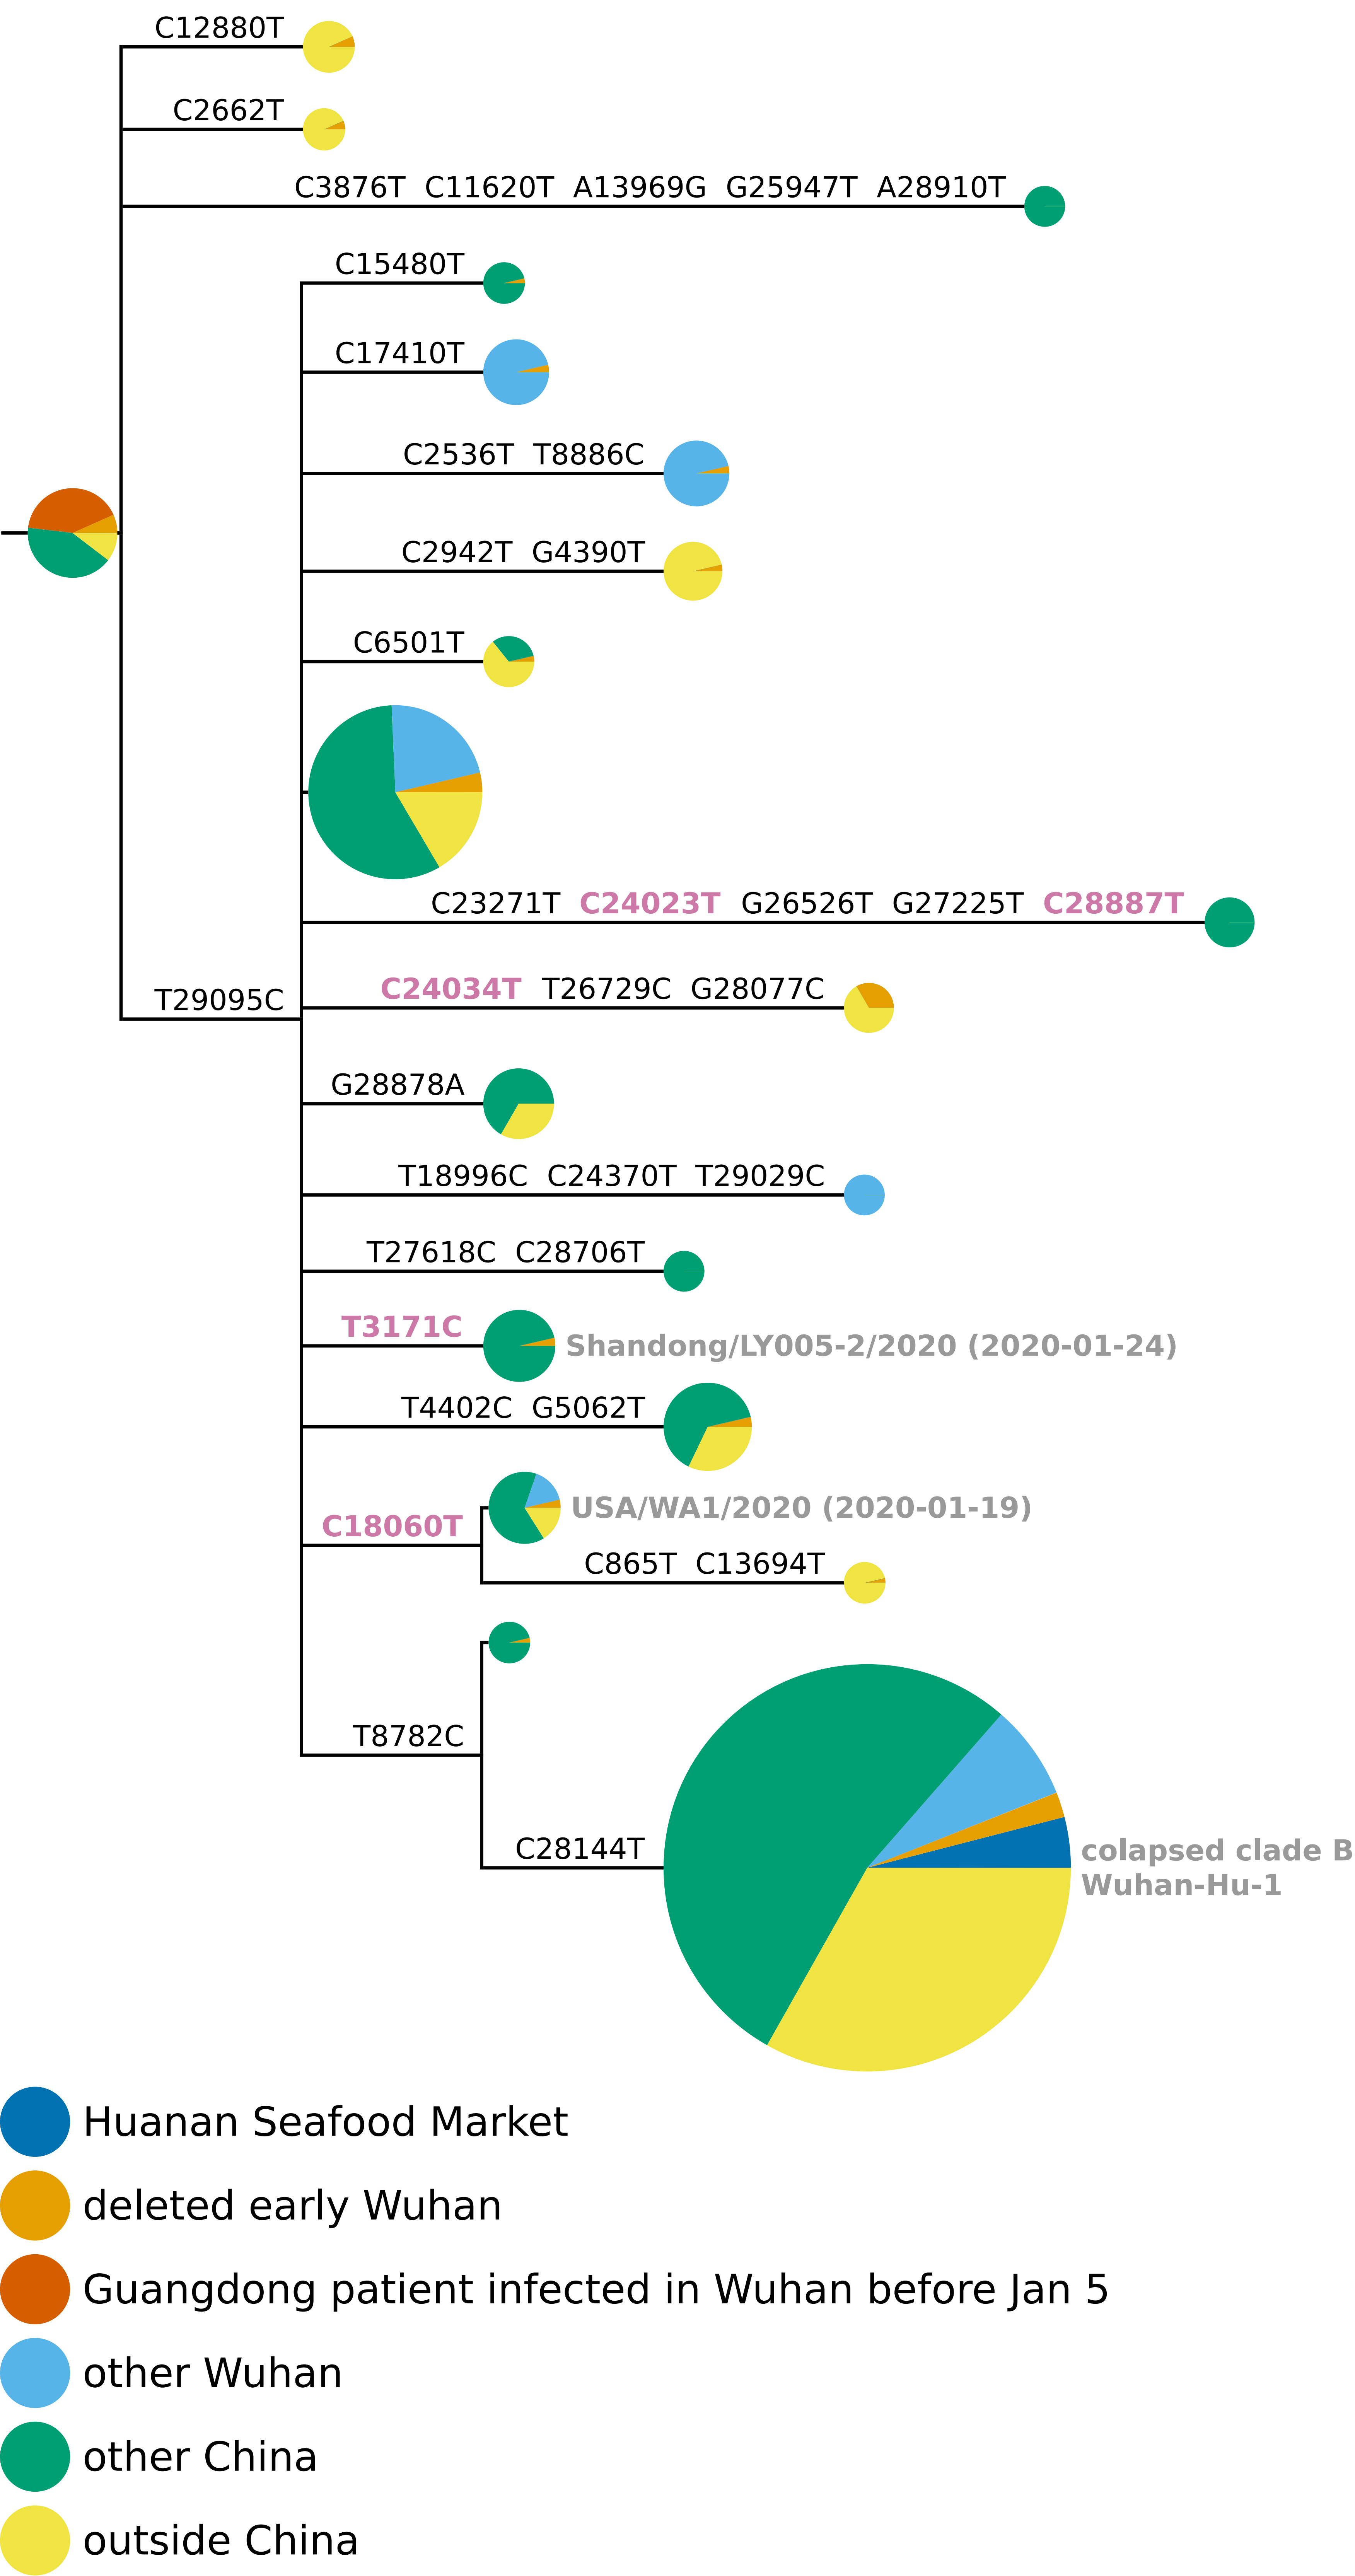 C12880T
C2662T
C3876T C11620T A13969G G25947T A28910T
C15480T
C17410T
C2536T T8886C
C2942T G4390T
C6501T
C23271T C24023T G26526T G27225T C28887T
C24034T T26729C G28077C
T29095C
G28878A
T18996C C24370T T29029C
T27618C C28706T
T3171C
Shandong/LY005-2/2020 (2020-01-24)
T4402C G5062T
C18060T
USA/WA1/2020 (2020-01-19)
C865T C13694T
T8782C
C28144T
colapsed clade B
Wuhan-Hu-1
Huanan Seafood Market
deleted early Wuhan
Guangdong patient infected in Wuhan before Jan 5
other Wuhan
other China
outside China